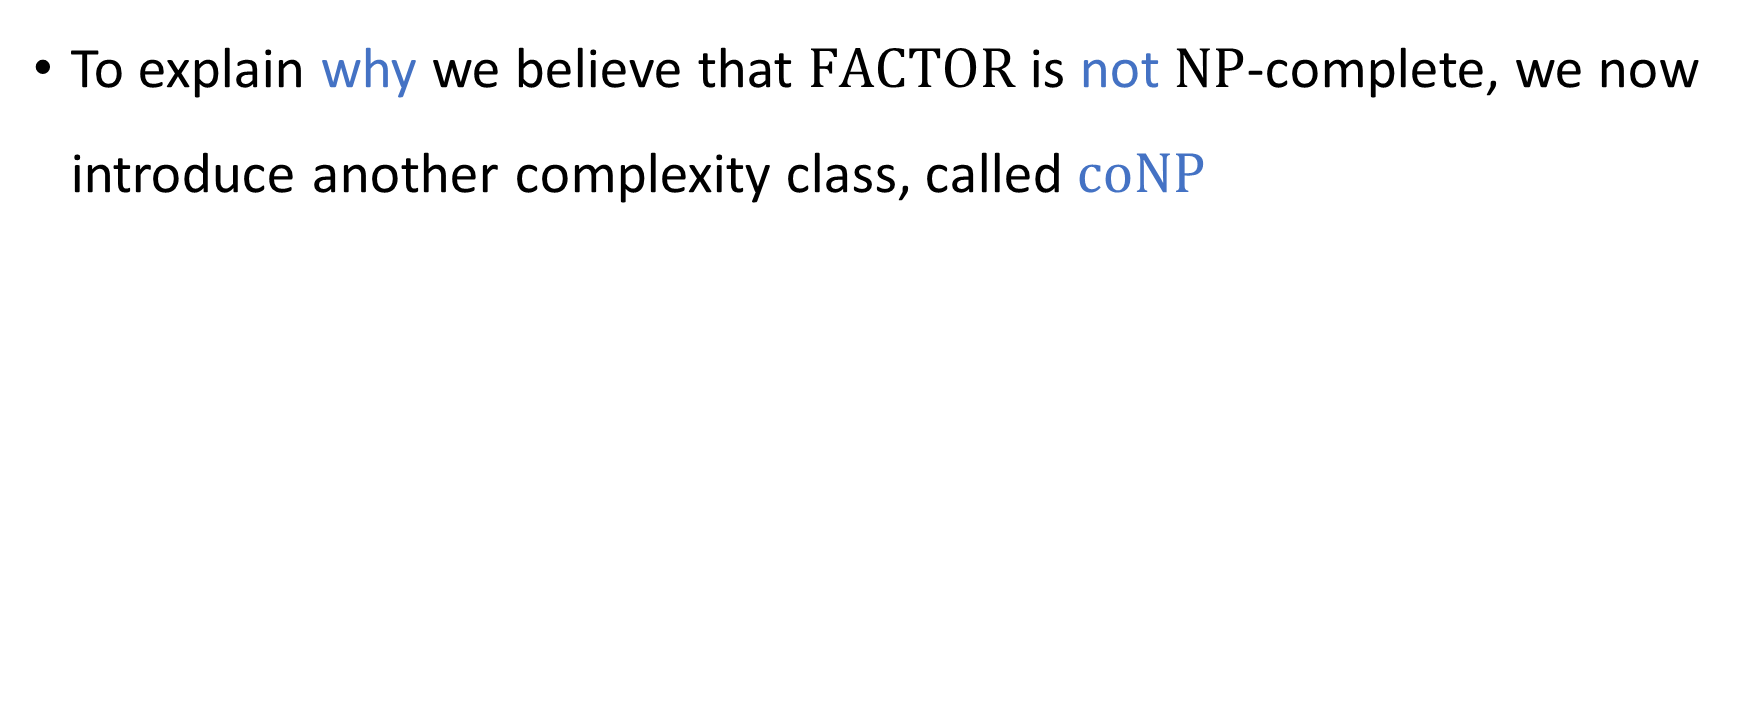 • To explain why we believe that FACTOR is not NP-complete, we now
introduce another complexity class, called coNP